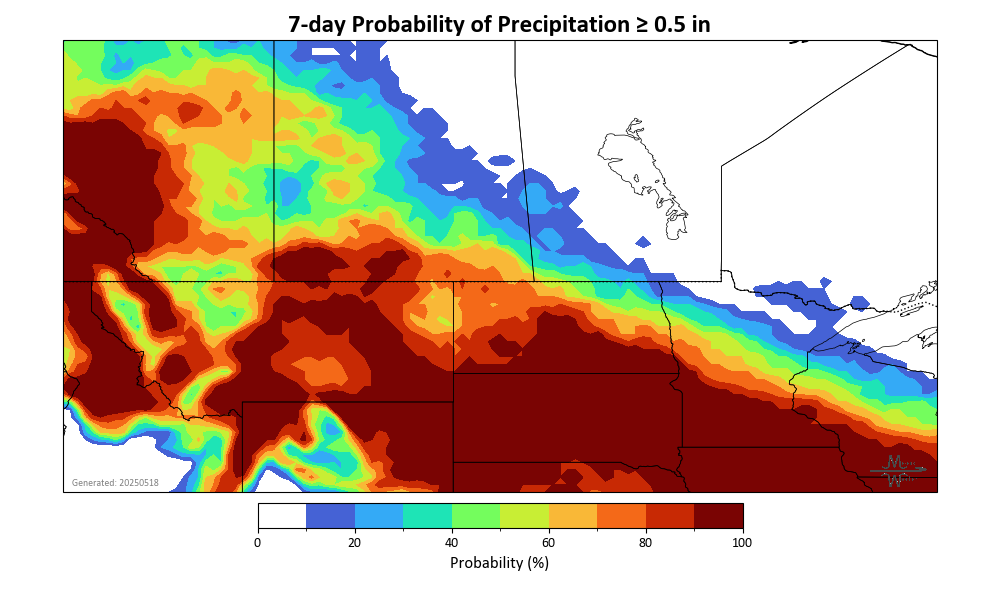 7-day Probability of Precipitation ≥ 0.5 in
Generated: 20250518
0 20 40 60 80 100
Probability (%)